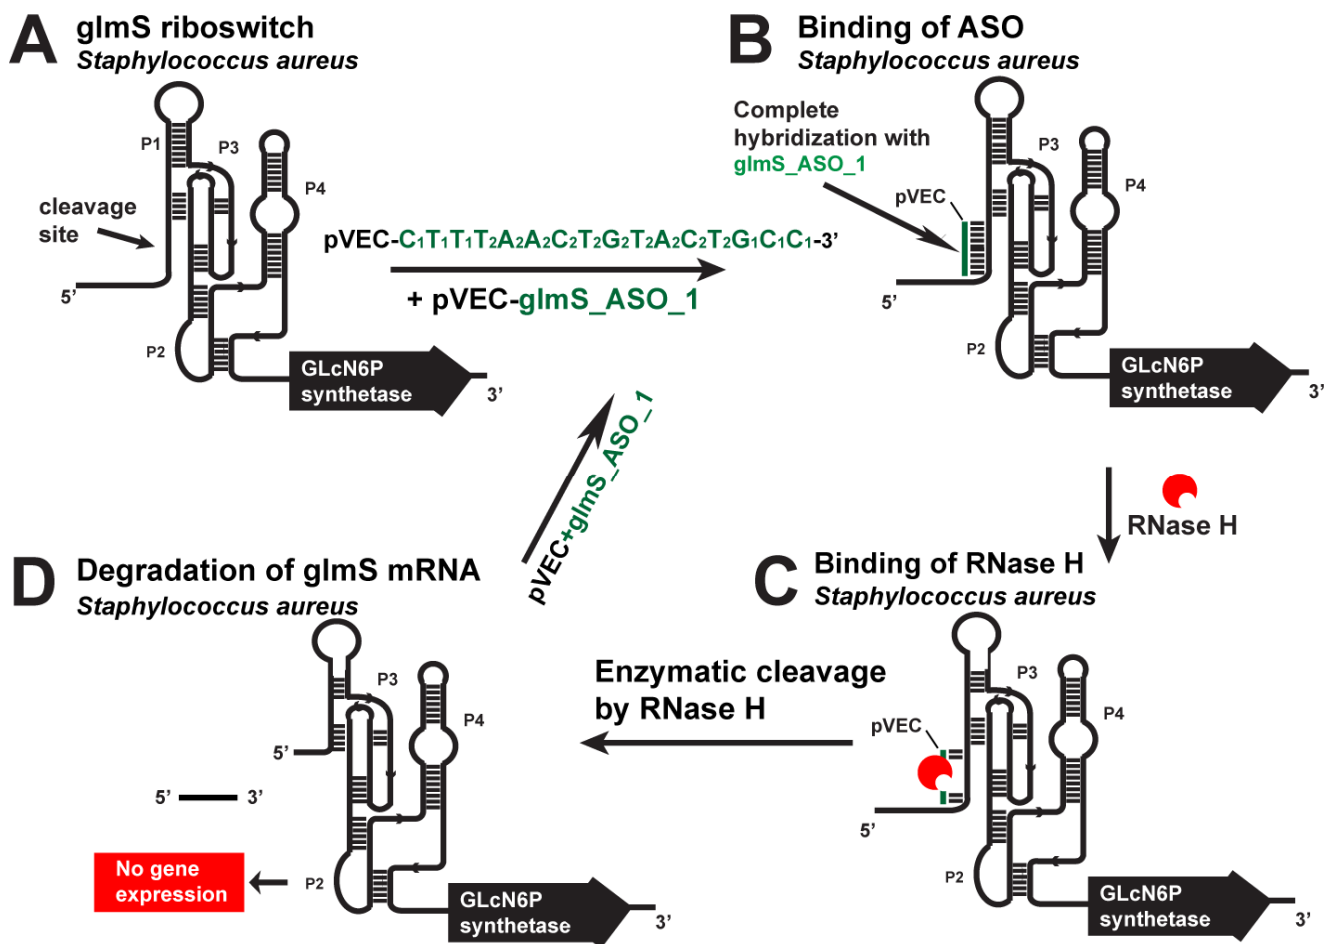 A glmS riboswitch
Staphylococcus aureus
P1
P3
P4
cleavage
site
5’
P2
GLcN6P
synthetase
3’
pVEC-C₁T₁T₁T₂A₂A₂C₂T₂G₂T₂A₂C₂T₂G₁C₁C₁-3’
+ pVEC-glmS_ASO_1
B Binding of ASO
Staphylococcus aureus
Complete
hybridization with
glmS_ASO_1
pVEC
P3
P4
5’
P2
GLcN6P
synthetase
3’
RNase H
C Binding of RNase H
Staphylococcus aureus
P3
P4
pVEC
5’
P2
GLcN6P
synthetase
3’
Enzymatic cleavage
by RNase H
D Degradation of glmS mRNA
Staphylococcus aureus
P3
P4
5’
5’ 3’
No gene
expression
P2
GLcN6P
synthetase
3’
pVEC+glmS_ASO_1